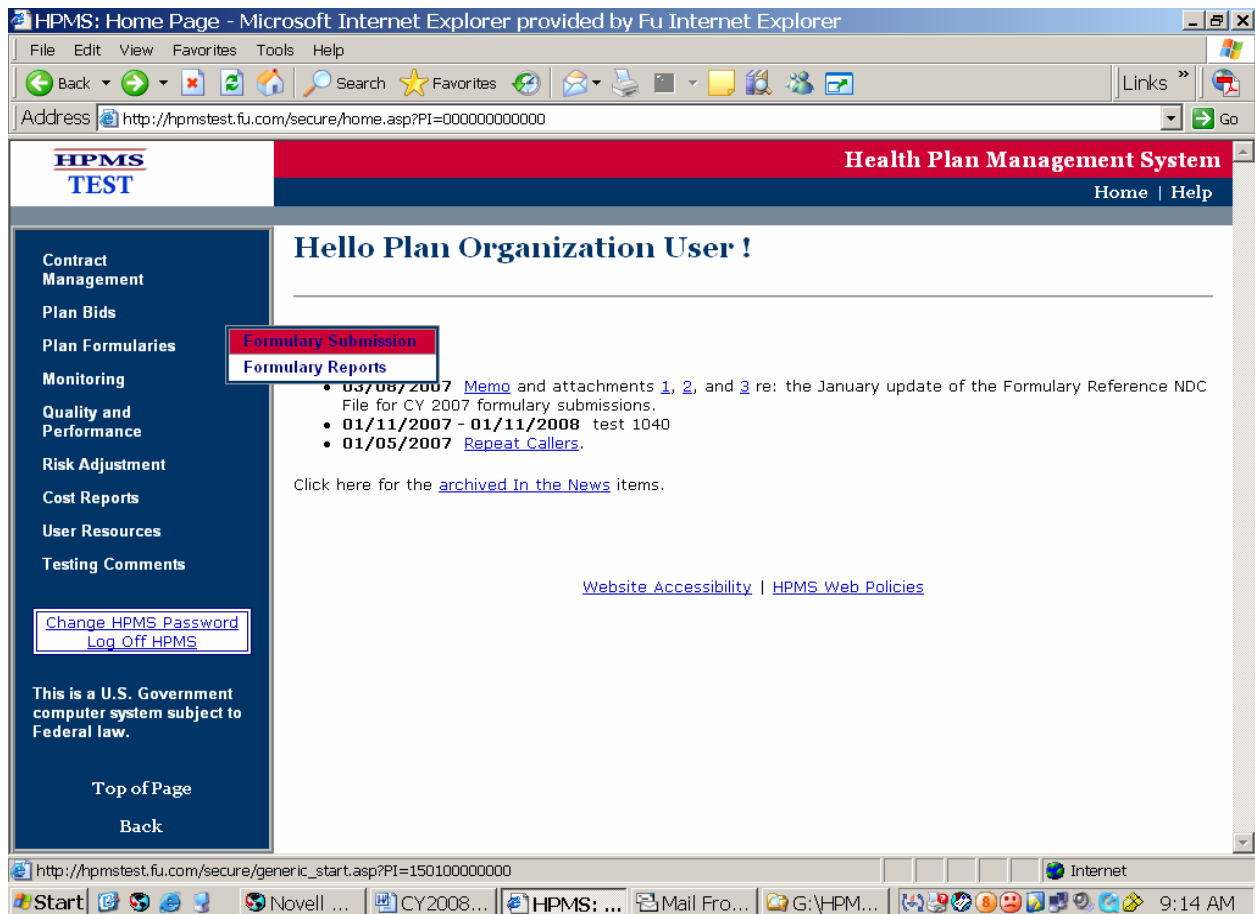 HPMS: Home Page - Microsoft Internet Explorer provided by Fu Internet Explorer
File Edit View Favorites Tools Help
Back Search Favorites Links »
Address http://hpmstest.fu.com/secure/home.asp?PI=000000000000 Go
HPMS
TEST
Health Plan Management System
Home | Help
Contract
Management
Plan Bids
Plan Formularies
Monitoring
Quality and
Performance
Risk Adjustment
Cost Reports
User Resources
Testing Comments
Change HPMS Password
Log Off HPMS
This is a U.S. Government
computer system subject to
Federal law.
Top of Page
Back
Hello Plan Organization User !
Formulary Submission
Formulary Reports
• 03/08/2007 Memo and attachments 1, 2, and 3 re: the January update of the Formulary Reference NDC
File for CY 2007 formulary submissions.
• 01/11/2007 - 01/11/2008 test 1040
• 01/05/2007 Repeat Callers.
Click here for the archived In the News items.
Website Accessibility | HPMS Web Policies
http://hpmstest.fu.com/secure/generic_start.asp?PI=150100000000 Internet
Start Novell ... CY2008... HPMS: ... Mail Fro... G:\HPM... 9:14 AM